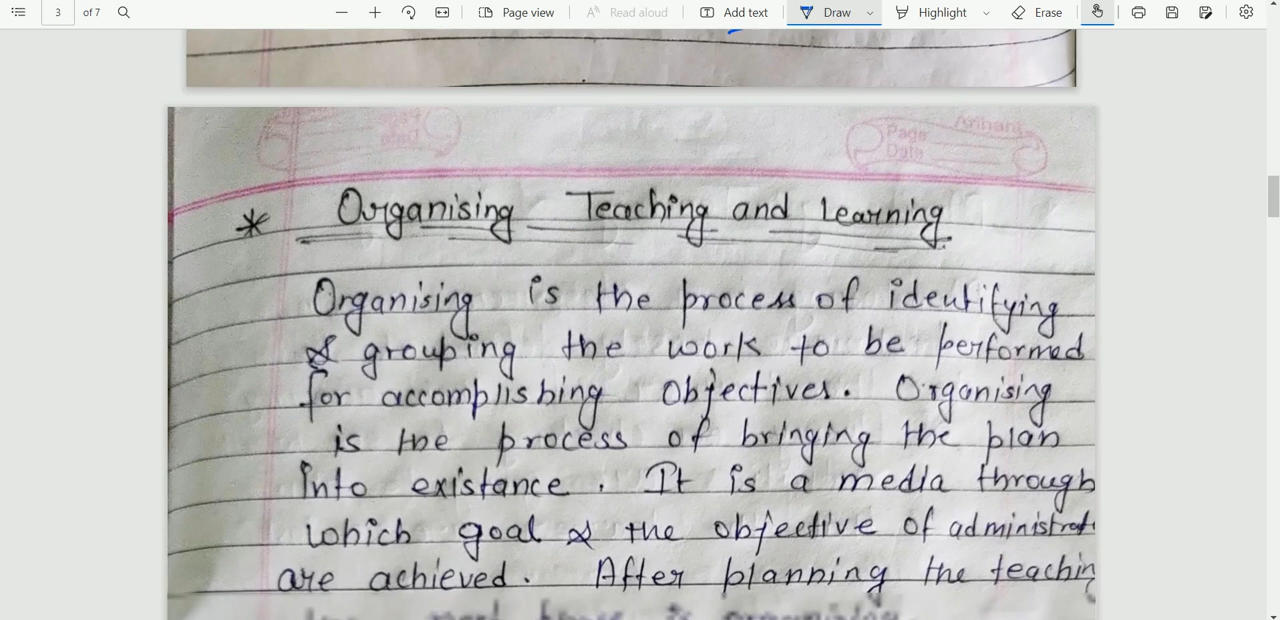 3 of 7 Page view Read aloud Add text Draw Highlight Erase
Page Arihant
Date
* Organising Teaching and Learning
Organising is the process of identifying
& grouping the work to be performed
for accomplishing objectives. Organising
is the process of bringing the plan
into existance. It is a media through
which goal & the objective of administrat
are achieved. After planning the teachin